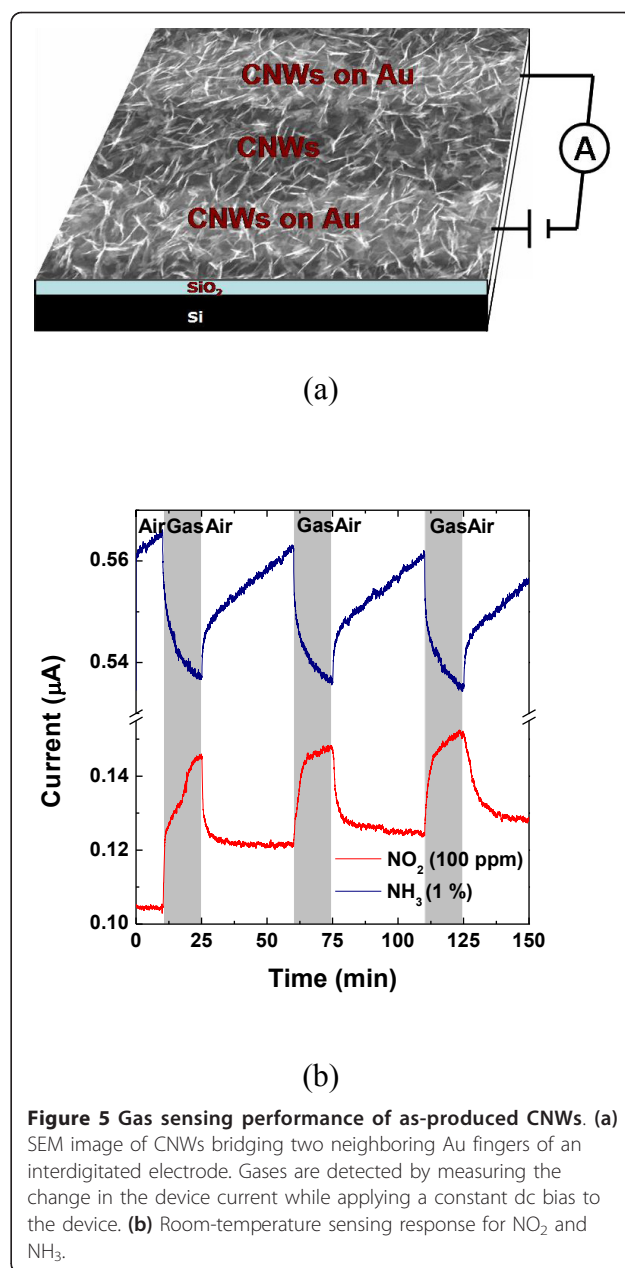 CNWs on Au
CNWs
CNWs on Au
A
SiO₂
Si
(a)
Air Gas Air Gas Air Gas Air
0.56
0.54
0.14
0.12
0.10
Current (μA)
NO₂ (100 ppm)
NH₃ (1 %)
0 25 50 75 100 125 150
Time (min)
(b)
Figure 5 Gas sensing performance of as-produced CNWs. (a)
SEM image of CNWs bridging two neighboring Au fingers of an
interdigitated electrode. Gases are detected by measuring the
change in the device current while applying a constant dc bias to
the device. (b) Room-temperature sensing response for NO₂ and
NH₃.